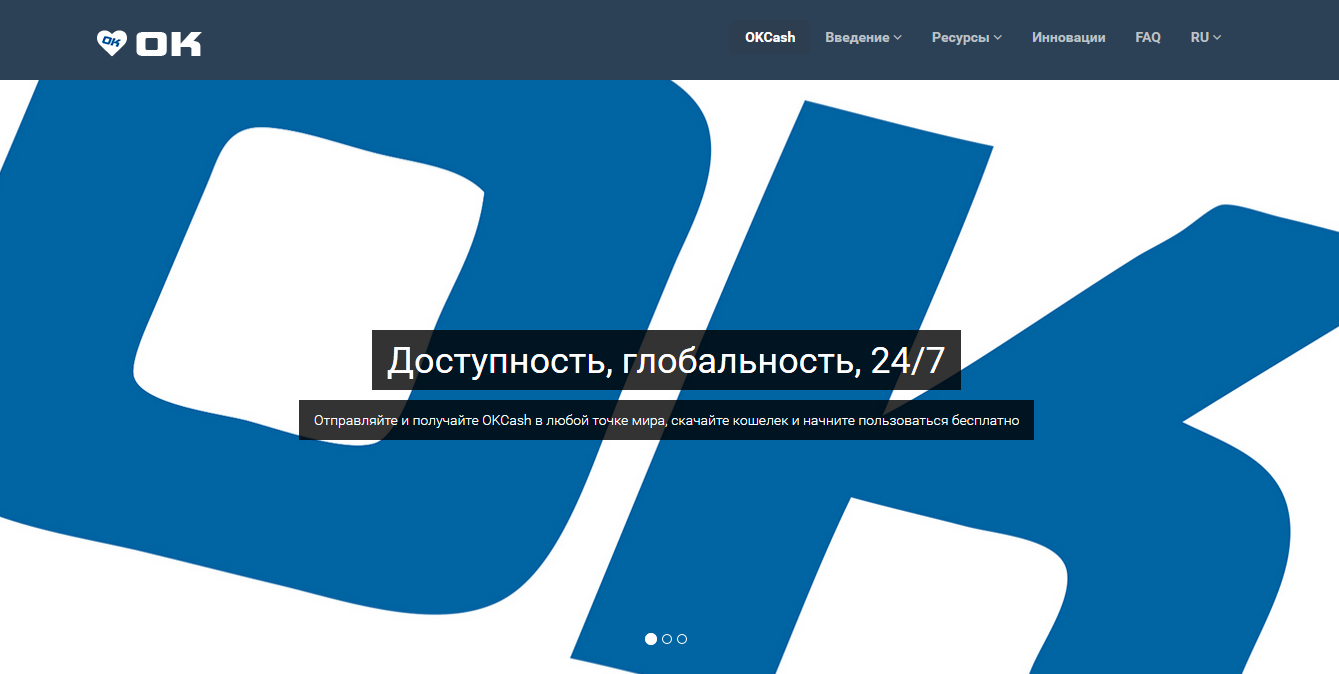 OK OK OKCash Введение Ресурсы Инновации FAQ RU
OK
Доступность, глобальность, 24/7
Отправляйте и получайте OKCash в любой точке мира, скачайте кошелек и начните пользоваться бесплатно